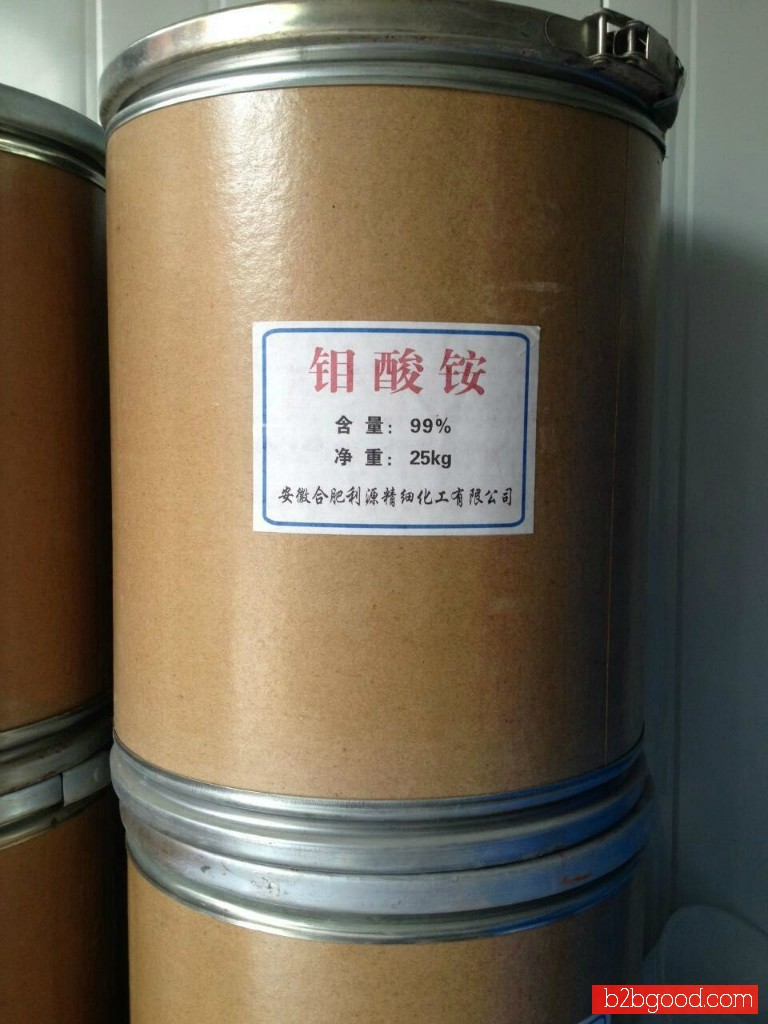 钼酸铵
含量：99%
净重：25kg
安徽合肥利源精细化工有限公司
b2bgood.com